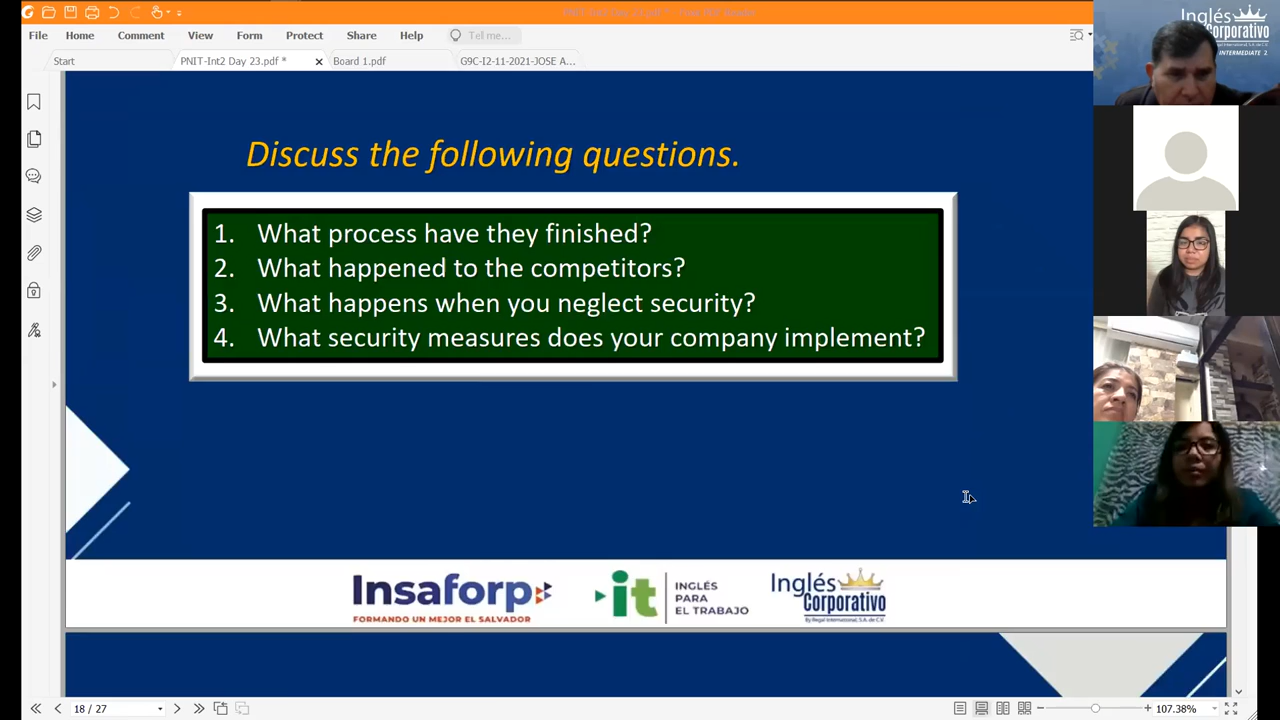 File Home Comment View Form Protect Share Help Tell me...
Start PNIT-Int2 Day 23.pdf * Board 1.pdf G9C-I2-11-2021-JOSE A...
Inglés
Corporativo
INTERMEDIATE 2
Discuss the following questions.
1. What process have they finished?
2. What happened to the competitors?
3. What happens when you neglect security?
4. What security measures does your company implement?
Insaforp
FORMANDO UN MEJOR EL SALVADOR
it
INGLÉS
PARA
EL TRABAJO
Inglés
Corporativo
By Regal International, S.A. de C.V.
18 / 27
107.38%